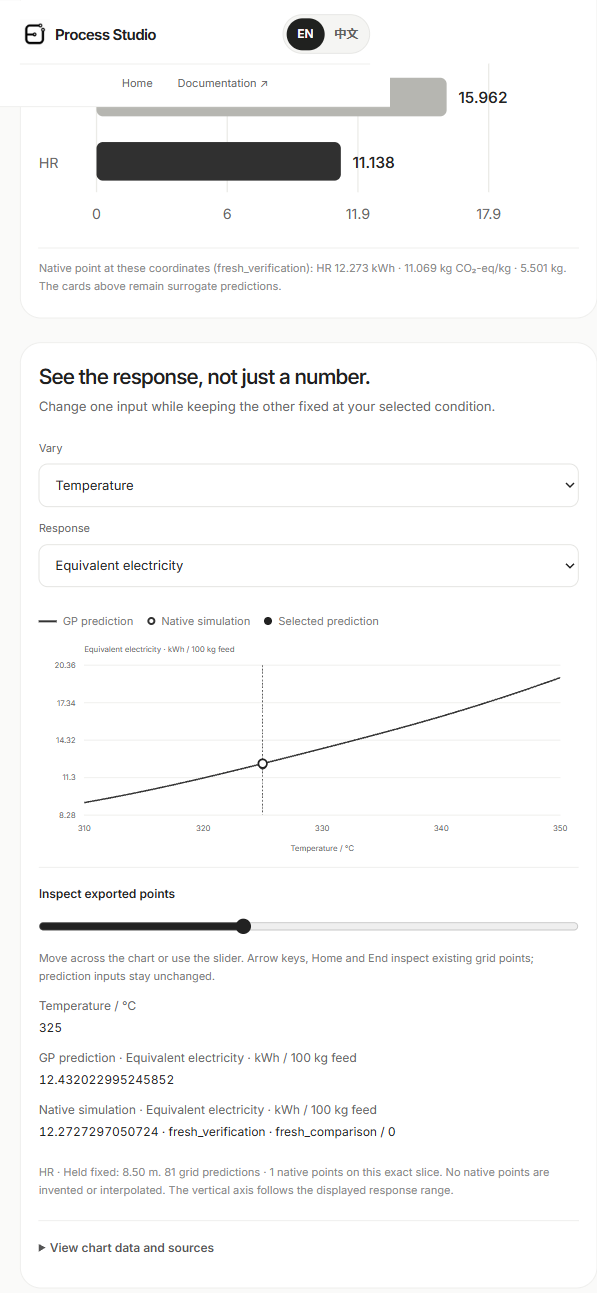 Process Studio
EN
中文
Home
Documentation ↗
15.962
HR
11.138
0
6
11.9
17.9
Native point at these coordinates (fresh_verification): HR 12.273 kWh · 11.069 kg CO₂-eq/kg · 5.501 kg.
The cards above remain surrogate predictions.
See the response, not just a number.
Change one input while keeping the other fixed at your selected condition.
Vary
Temperature
Response
Equivalent electricity
GP prediction
Native simulation
Selected prediction
Equivalent electricity · kWh / 100 kg feed
20.36
17.34
14.32
11.3
8.28
310
320
330
340
350
Temperature / °C
Inspect exported points
Move across the chart or use the slider. Arrow keys, Home and End inspect existing grid points;
prediction inputs stay unchanged.
Temperature / °C
325
GP prediction · Equivalent electricity · kWh / 100 kg feed
12.432022995245852
Native simulation · Equivalent electricity · kWh / 100 kg feed
12.2727297050724 · fresh_verification · fresh_comparison / 0
HR · Held fixed: 8.50 m. 81 grid predictions · 1 native points on this exact slice. No native points are
invented or interpolated. The vertical axis follows the displayed response range.
▶ View chart data and sources